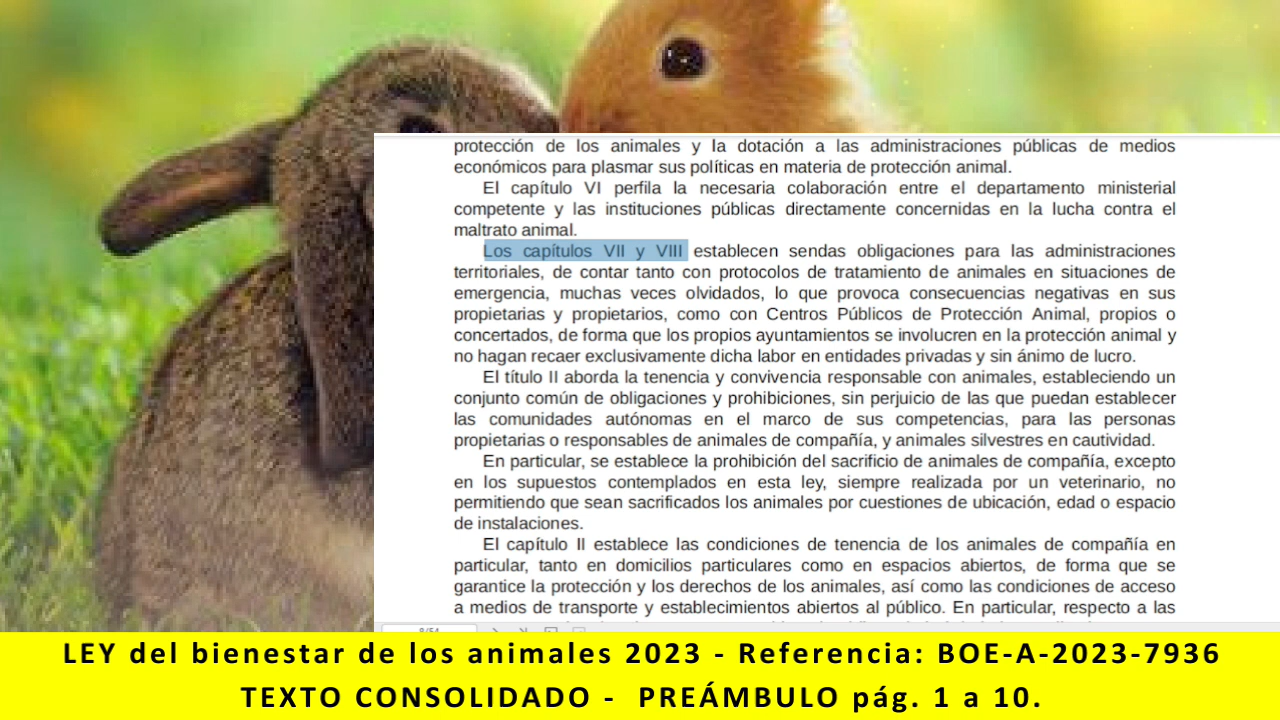 protección de los animales y la dotación a las administraciones públicas de medios
económicos para plasmar sus políticas en materia de protección animal.
El capítulo VI perfila la necesaria colaboración entre el departamento ministerial
competente y las instituciones públicas directamente concernidas en la lucha contra el
maltrato animal.
Los capítulos VII y VIII establecen sendas obligaciones para las administraciones
territoriales, de contar tanto con protocolos de tratamiento de animales en situaciones de
emergencia, muchas veces olvidados, lo que provoca consecuencias negativas en sus
propietarias y propietarios, como con Centros Públicos de Protección Animal, propios o
concertados, de forma que los propios ayuntamientos se involucren en la protección animal y
no hagan recaer exclusivamente dicha labor en entidades privadas y sin ánimo de lucro.
El título II aborda la tenencia y convivencia responsable con animales, estableciendo un
conjunto común de obligaciones y prohibiciones, sin perjuicio de las que puedan establecer
las comunidades autónomas en el marco de sus competencias, para las personas
propietarias o responsables de animales de compañía, y animales silvestres en cautividad.
En particular, se establece la prohibición del sacrificio de animales de compañía, excepto
en los supuestos contemplados en esta ley, siempre realizada por un veterinario, no
permitiendo que sean sacrificados los animales por cuestiones de ubicación, edad o espacio
de instalaciones.
El capítulo II establece las condiciones de tenencia de los animales de compañía en
particular, tanto en domicilios particulares como en espacios abiertos, de forma que se
garantice la protección y los derechos de los animales, así como las condiciones de acceso
a medios de transporte y establecimientos abiertos al público. En particular, respecto a las
LEY del bienestar de los animales 2023 - Referencia: BOE-A-2023-7936
TEXTO CONSOLIDADO - PREÁMBULO pág. 1 a 10.